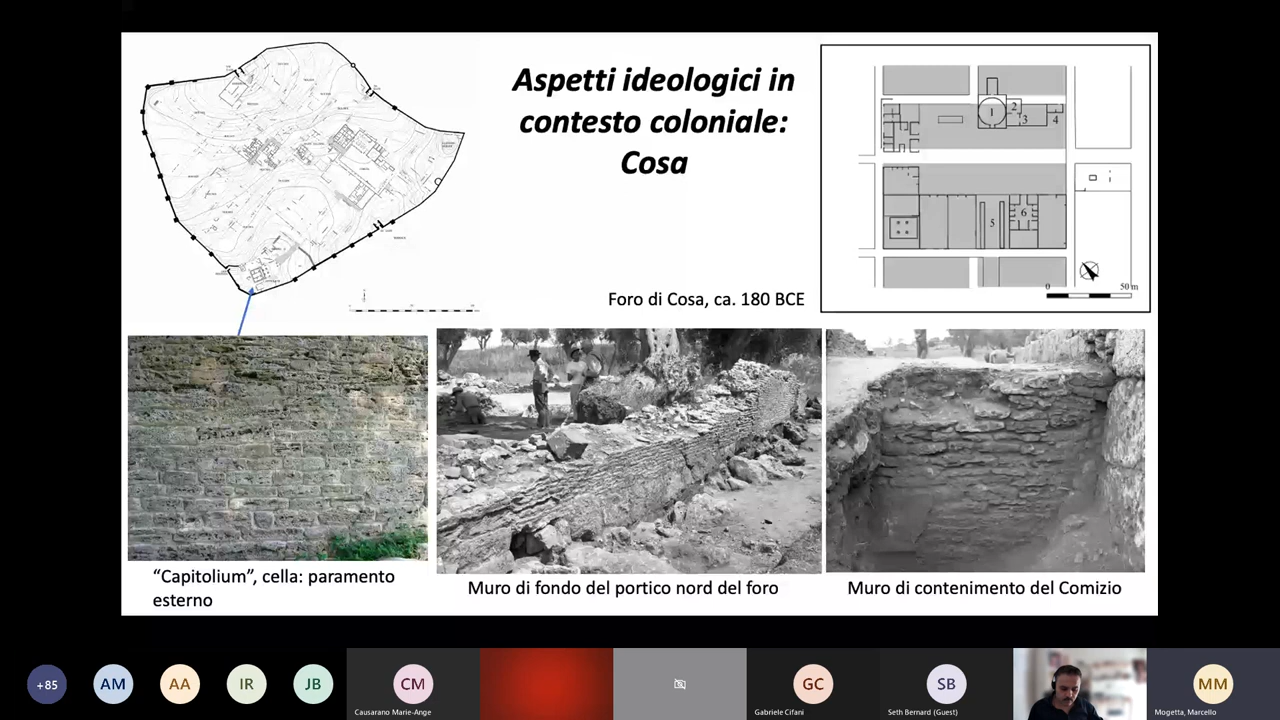 Aspetti ideologici in
contesto coloniale:
Cosa
1
2
3
4
5
6
0
50 m
Foro di Cosa, ca. 180 BCE
“Capitolium”, cella: paramento
esterno
Muro di fondo del portico nord del foro
Muro di contenimento del Comizio
+85
AM
AA
IR
JB
CM
Causarano Marie-Ange
GC
Gabriele Cifani
SB
Seth Bernard (Guest)
MM
Mogetta, Marcello